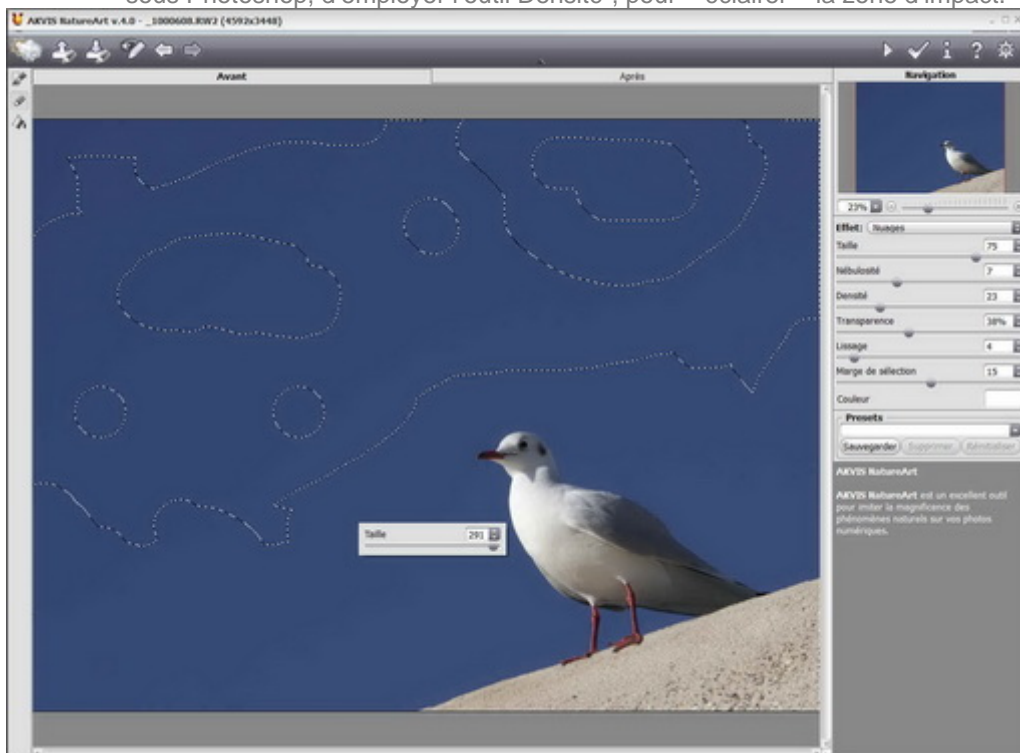 sous Photoshop, d'employer l'outil Densité , pour « éclairer » la zone d'impact.
AKVIS NatureArt v.4.0 - _1000608.RW2 (4592x3448)
Avant
Après
Navigation
23%
Effet: Nuages
Taille 75
Nébulosité 7
Densité 23
Transparence 38%
Lissage 4
Marge de sélection 15
Couleur
Presets
Sauvegarder Supprimer Réinitialiser
AKVIS NatureArt
AKVIS NatureArt est un excellent outil
pour imiter la magnificence des
phénomènes naturels sur vos photos
numériques.
Taille 291